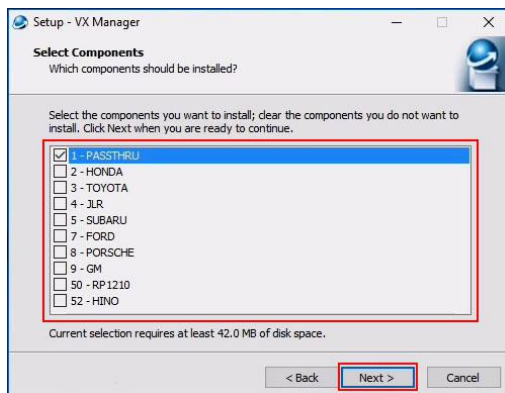 Setup - VX Manager
Select Components
Which components should be installed?
Select the components you want to install; clear the components you do not want to
install. Click Next when you are ready to continue.
1 - PASSTHRU
2 - HONDA
3 - TOYOTA
4 - JLR
5 - SUBARU
7 - FORD
8 - PORSCHE
9 - GM
50 - RP1210
52 - HINO
Current selection requires at least 42.0 MB of disk space.
< Back
Next >
Cancel